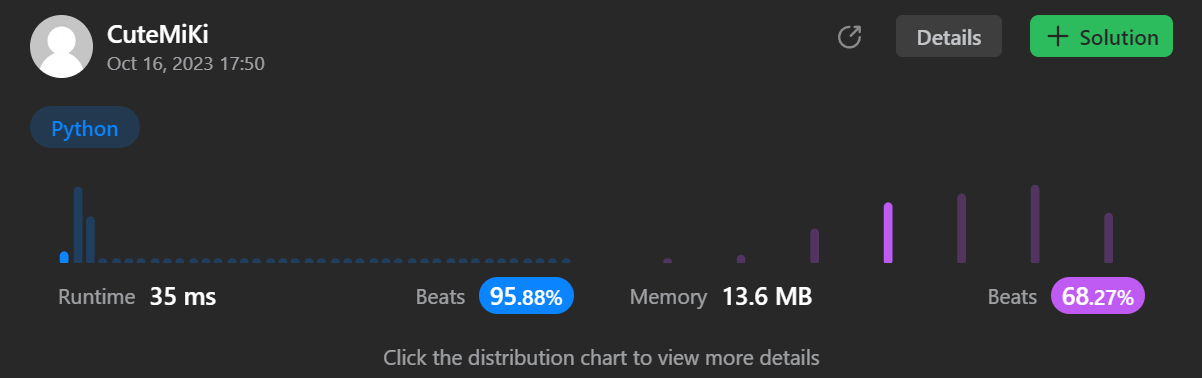 CuteMiKi
Oct 16, 2023 17:50
Details
+ Solution
Python
Runtime 35 ms
Beats 95.88%
Memory 13.6 MB
Beats 68.27%
Click the distribution chart to view more details